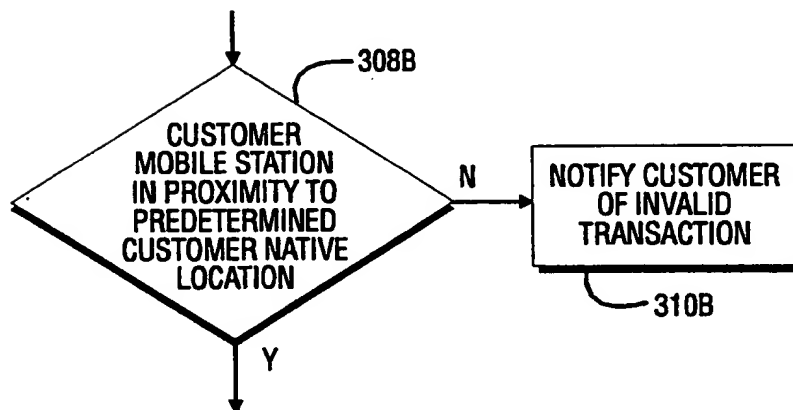 308B
CUSTOMER
MOBILE STATION
IN PROXIMITY TO
PREDETERMINED
CUSTOMER NATIVE
LOCATION
N
NOTIFY CUSTOMER
OF INVALID
TRANSACTION
310B
Y